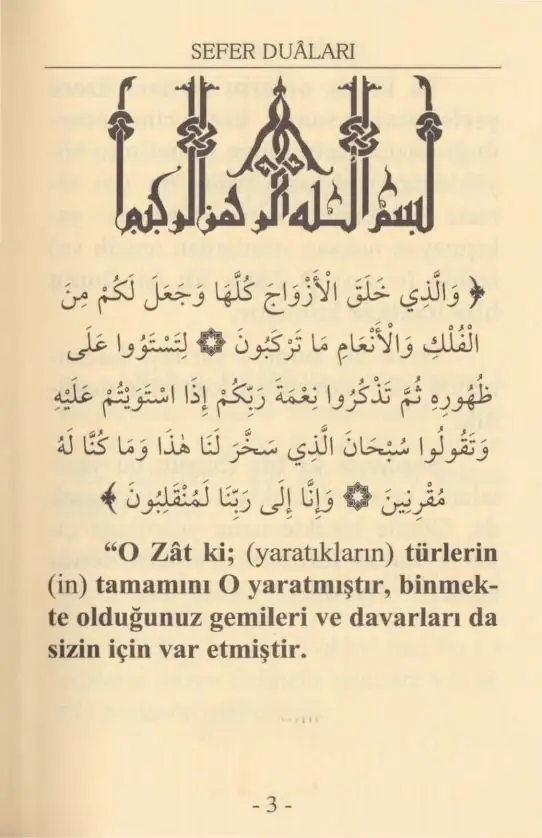 SEFER DUÂLARI
بسم الله الرحمن الرحيم
﴿ وَالَّذِي خَلَقَ الْأَزْوَاجَ كُلَّهَا وَجَعَلَ لَكُمْ مِنَ
الْفُلْكِ وَالْأَنْعَامِ مَا تَرْكَبُونَ ۞ لِتَسْتَوُوا عَلَى
ظُهُورِهِ ثُمَّ تَذْكُرُوا نِعْمَةَ رَبِّكُمْ إِذَا اسْتَوَيْتُمْ عَلَيْهِ
وَتَقُولُوا سُبْحَانَ الَّذِي سَخَّرَ لَنَا هٰذَا وَمَا كُنَّا لَهُ
مُقْرِنِينَ ۞ وَإِنَّا إِلَى رَبِّنَا لَمُنْقَلِبُونَ ﴾
“O Zât ki; (yaratıkların) türlerin
(in) tamamını O yaratmıştır, binmek-
te olduğunuz gemileri ve davarları da
sizin için var etmiştir.
- 3 -